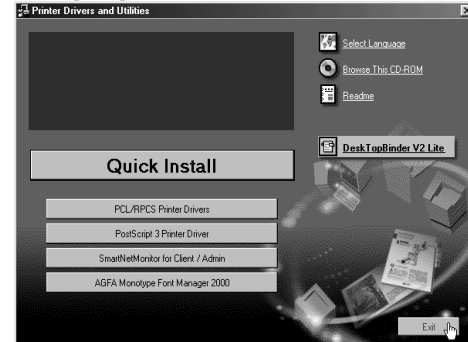 Printer Drivers and Utilities
Select Language
Browse This CD-ROM
Readme
DeskTopBinder V2 Lite
Quick Install
PCL/RPCS Printer Drivers
PostScript 3 Printer Driver
SmartNetMonitor for Client / Admin
AGFA Monotype Font Manager 2000
Exit